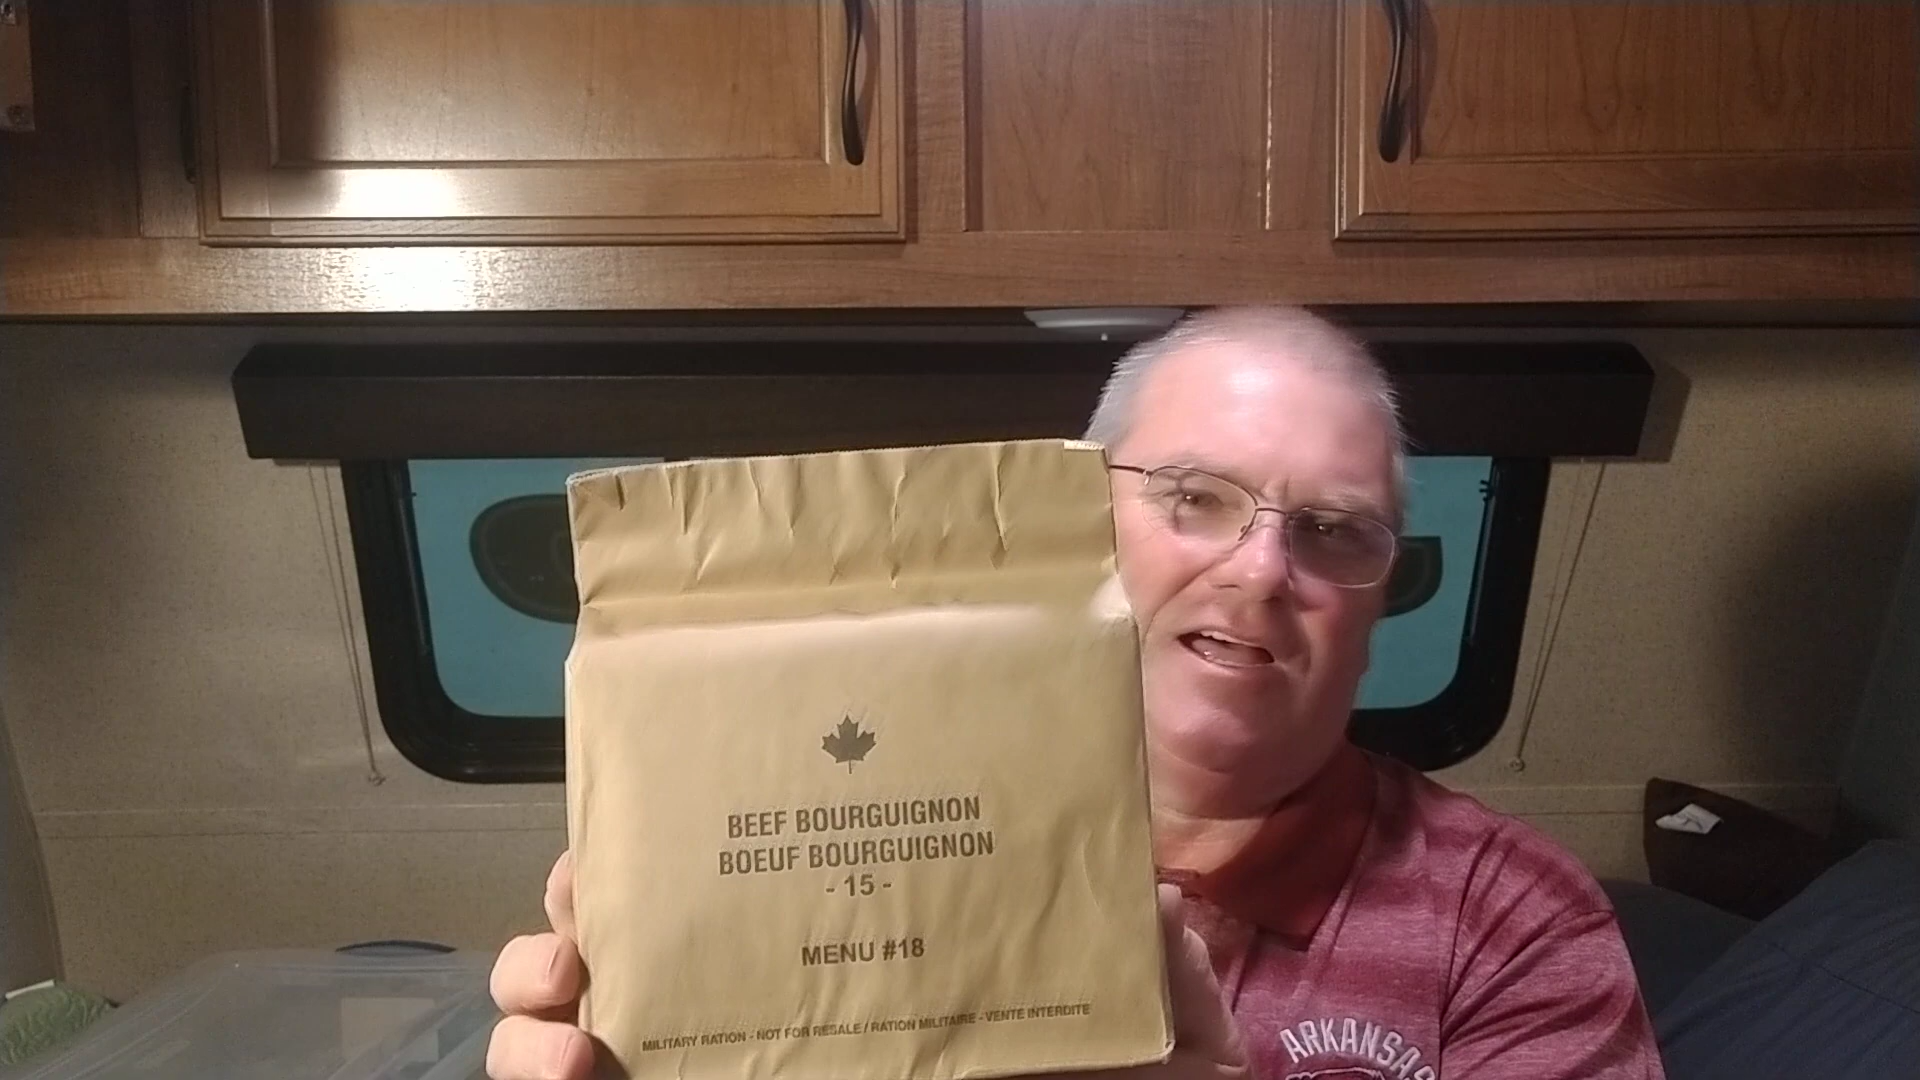 BEEF BOURGUIGNON
BOEUF BOURGUIGNON
- 15 -
MENU #18
MILITARY RATION - NOT FOR RESALE / RATION MILITAIRE - VENTE INTERDITE
ARKANSAS